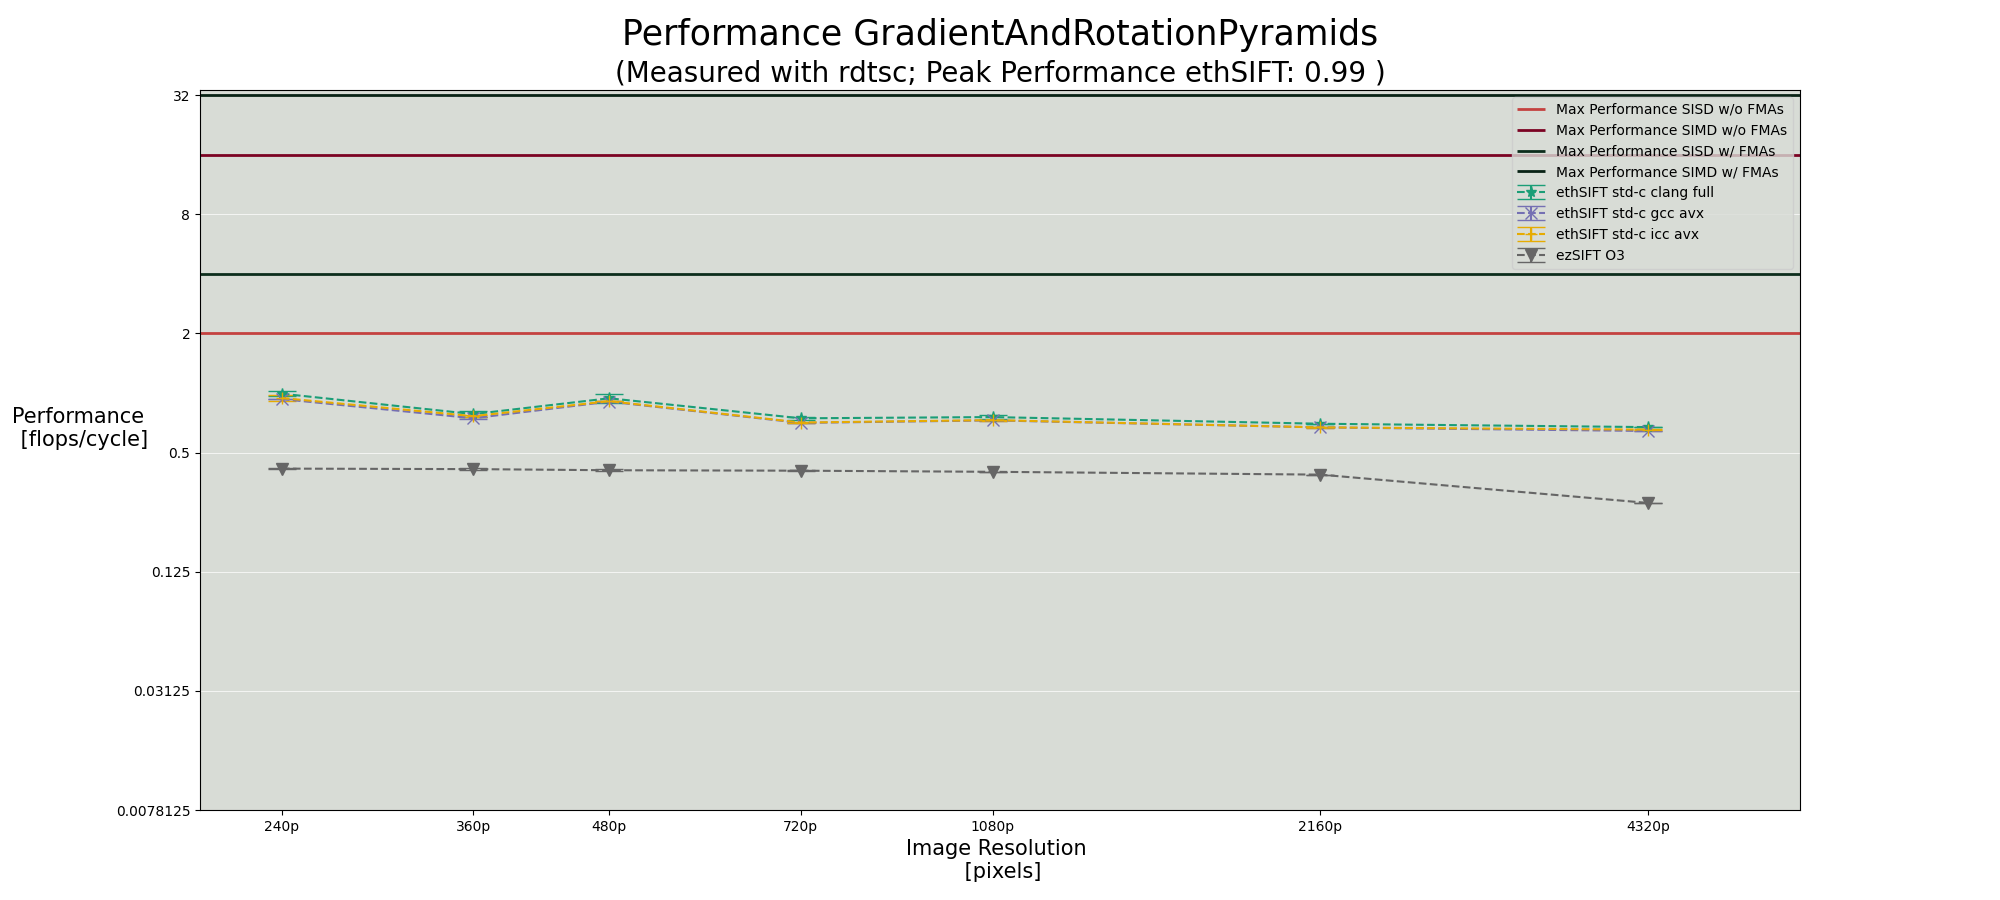 Performance GradientAndRotationPyramids
(Measured with rdtsc; Peak Performance ethSIFT: 0.99 )
32
8
2
0.5
0.125
0.03125
0.0078125
Performance
[flops/cycle]
Max Performance SISD w/o FMAs
Max Performance SIMD w/o FMAs
Max Performance SISD w/ FMAs
Max Performance SIMD w/ FMAs
ethSIFT std-c clang full
ethSIFT std-c gcc avx
ethSIFT std-c icc avx
ezSIFT O3
240p 360p 480p 720p 1080p 2160p 4320p
Image Resolution
[pixels]